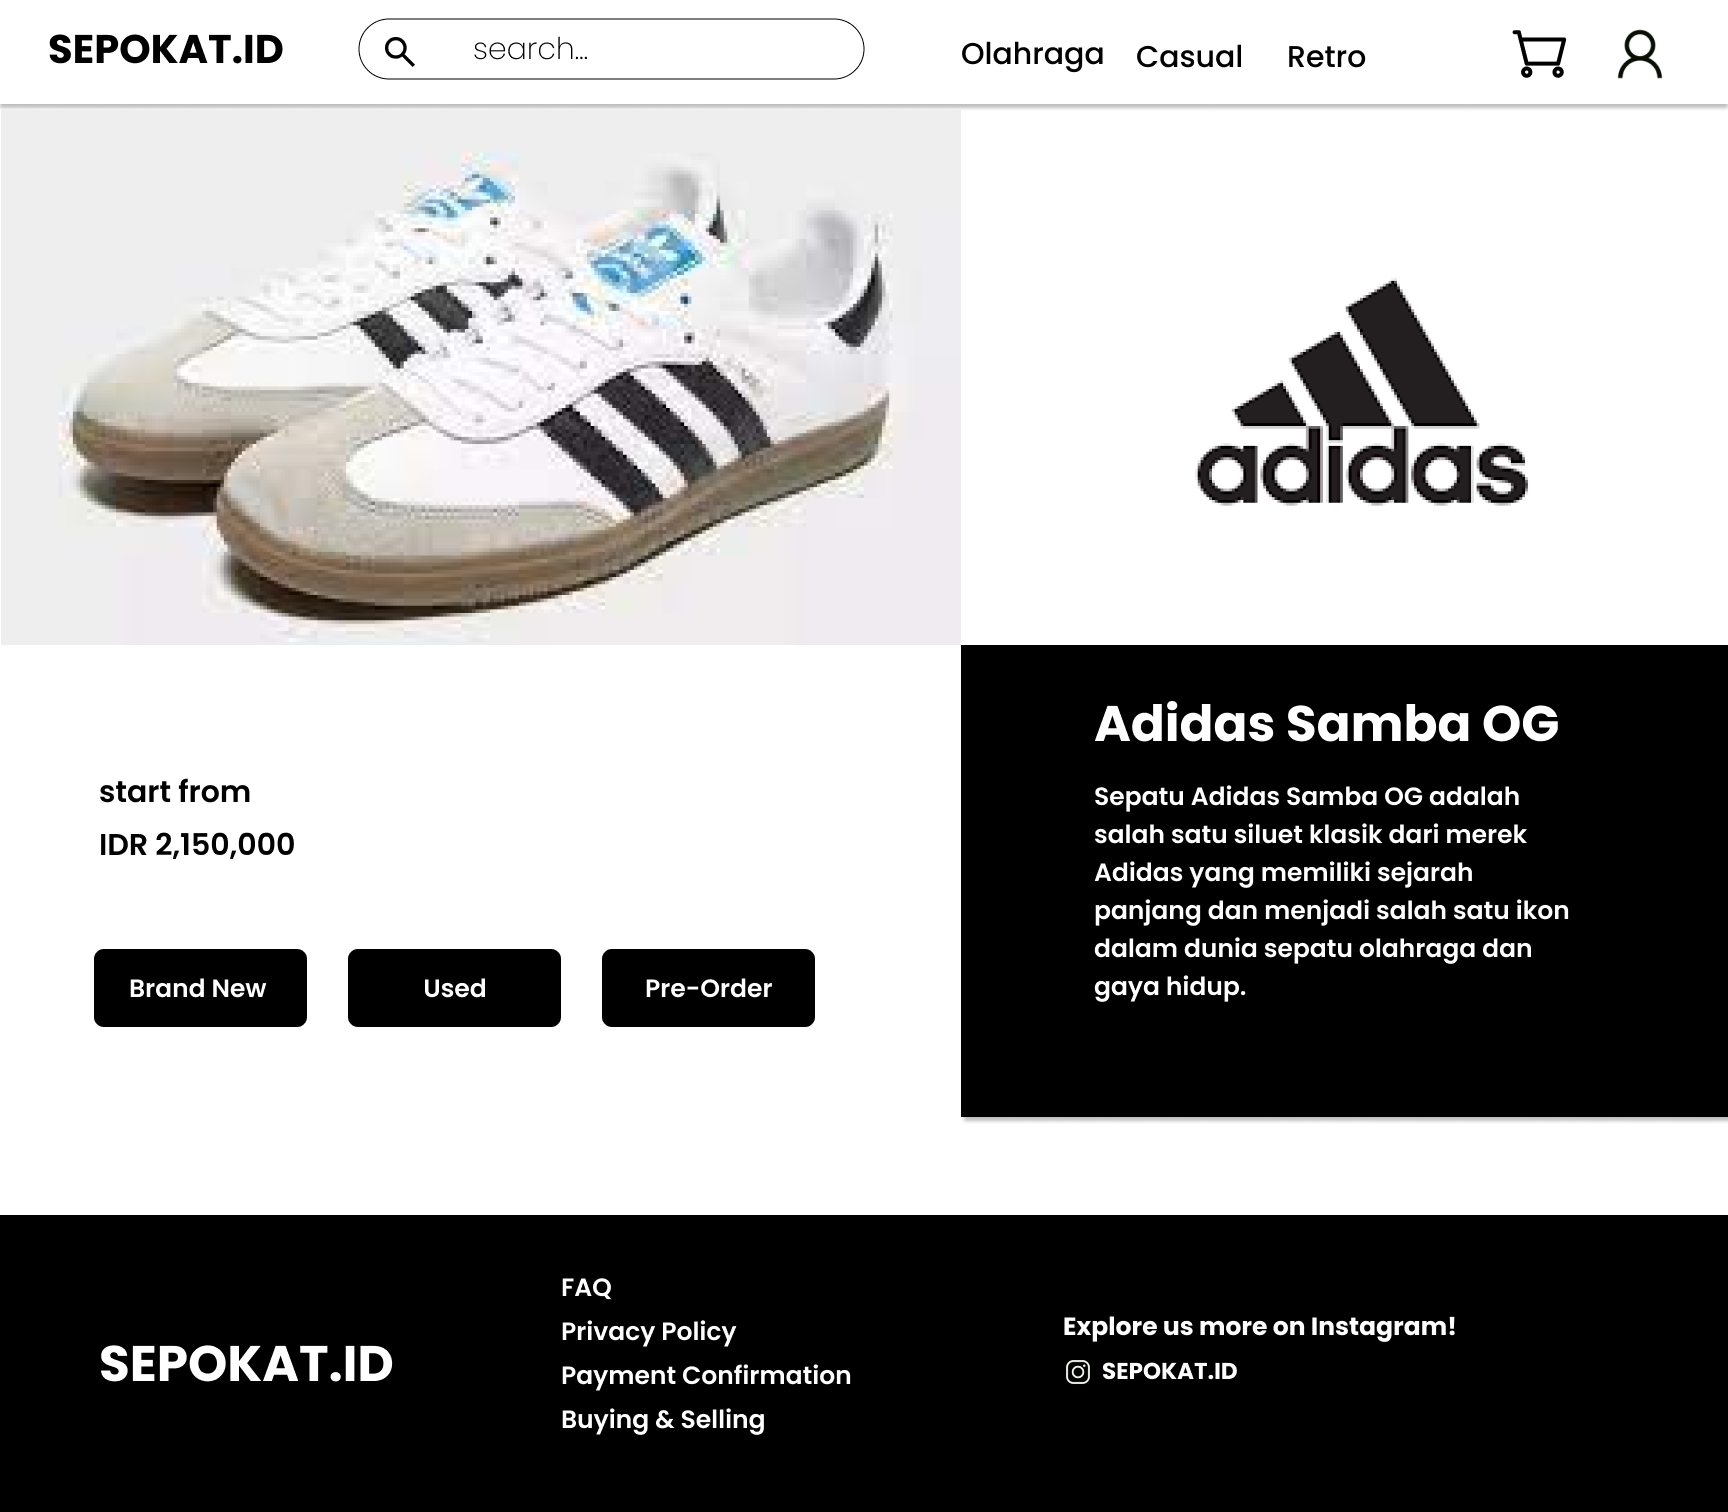 SEPOKAT.ID
search...
Olahraga
Casual
Retro
adidas
Adidas Samba OG
Sepatu Adidas Samba OG adalah
salah satu siluet klasik dari merek
Adidas yang memiliki sejarah
panjang dan menjadi salah satu ikon
dalam dunia sepatu olahraga dan
gaya hidup.
start from
IDR 2,150,000
Brand New
Used
Pre-Order
SEPOKAT.ID
FAQ
Privacy Policy
Payment Confirmation
Buying & Selling
Explore us more on Instagram!
SEPOKAT.ID